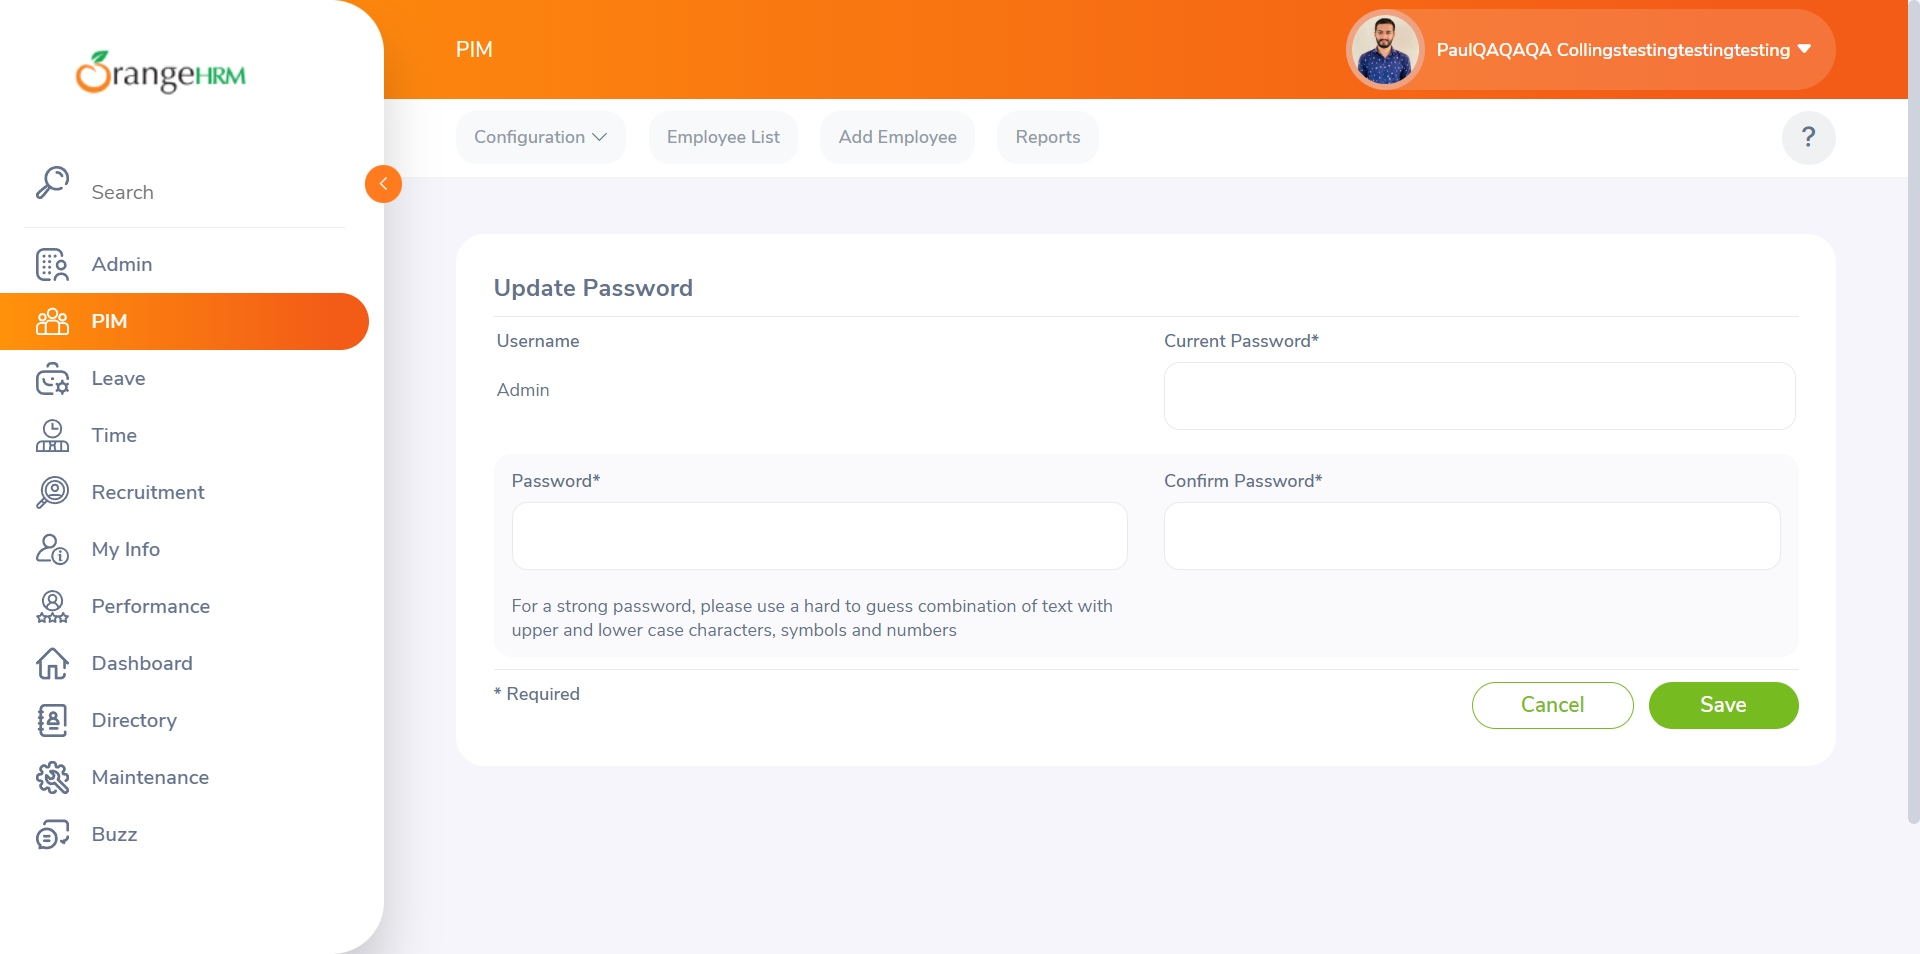 OrangeHRM
PIM
PaulQAQAQA Collingstestingtestingtesting
Configuration
Employee List
Add Employee
Reports
?
Search
Admin
PIM
Leave
Time
Recruitment
My Info
Performance
Dashboard
Directory
Maintenance
Buzz
Update Password
Username
Admin
Current Password*
Password*
Confirm Password*
For a strong password, please use a hard to guess combination of text with
upper and lower case characters, symbols and numbers
* Required
Cancel
Save